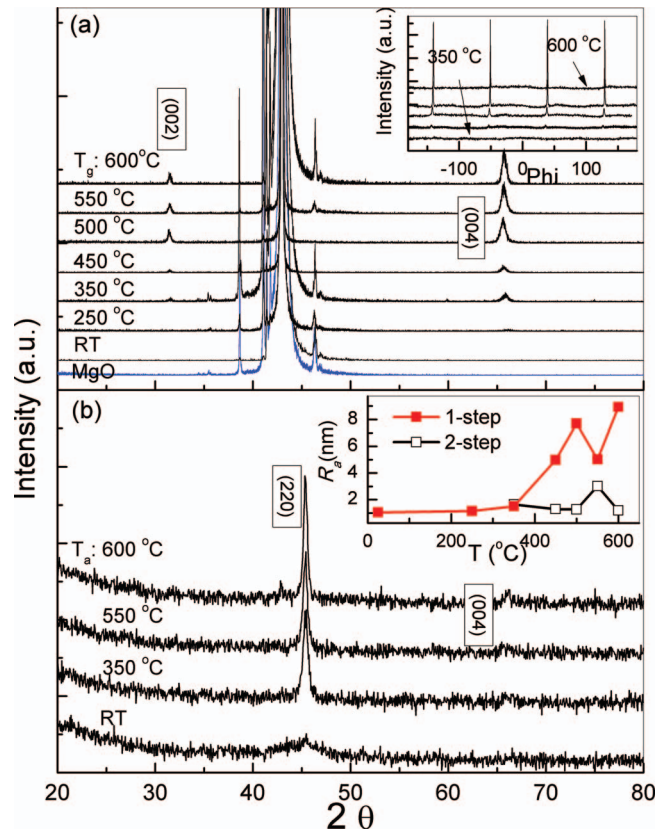 (a)
Intensity (a.u.)
350 °C
600 °C
-100
0
100
Phi
(002)
Tg: 600°C
550 °C
500 °C
(004)
450 °C
350 °C
250 °C
RT
MgO
Intensity (a.u.)
(b)
1-step
2-step
Ra(nm)
8
6
4
2
0
200
400
600
T (°C)
(220)
Ta: 600 °C
550 °C
(004)
350 °C
RT
20
30
40
50
60
70
80
2 θ